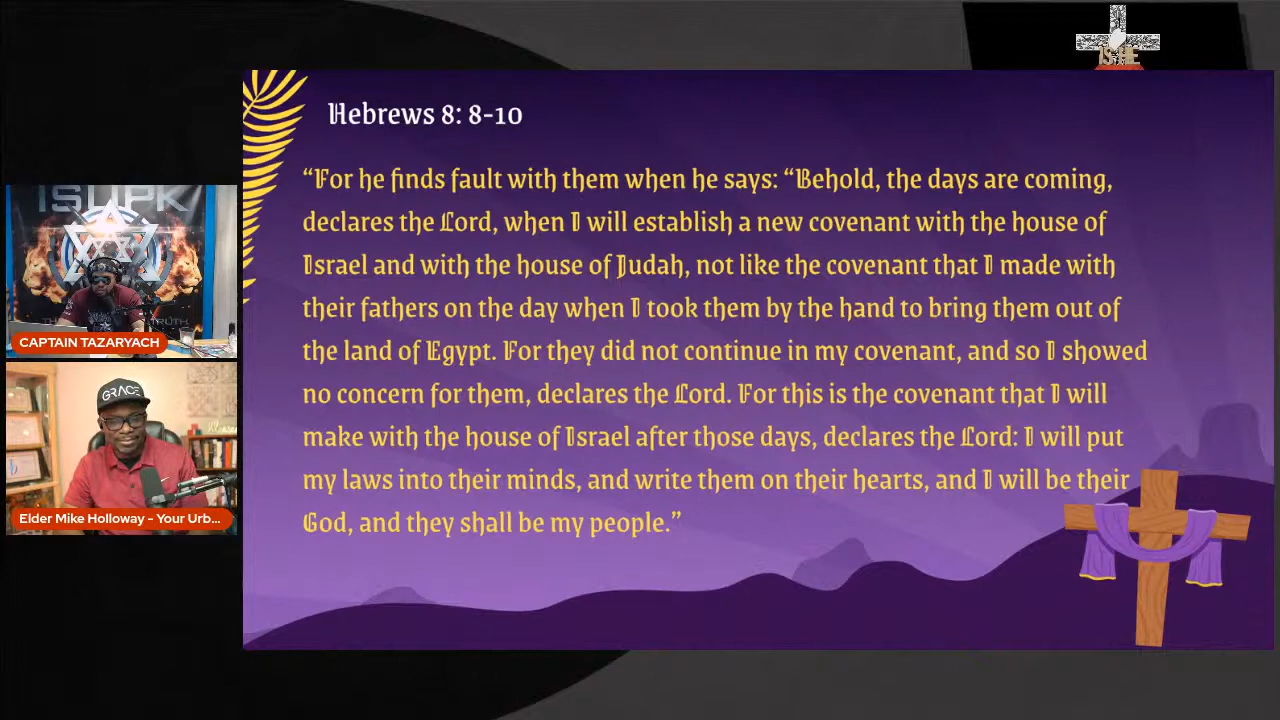 IS HE
Hebrews 8: 8-10
“For he finds fault with them when he says: “Behold, the days are coming,
declares the Lord, when I will establish a new covenant with the house of
Israel and with the house of Judah, not like the covenant that I made with
their fathers on the day when I took them by the hand to bring them out of
the land of Egypt. For they did not continue in my covenant, and so I showed
no concern for them, declares the Lord. For this is the covenant that I will
make with the house of Israel after those days, declares the Lord: I will put
my laws into their minds, and write them on their hearts, and I will be their
God, and they shall be my people.”
ISUPK
CAPTAIN TAZARYACH
GRACE
Elder Mike Holloway - Your Urb...